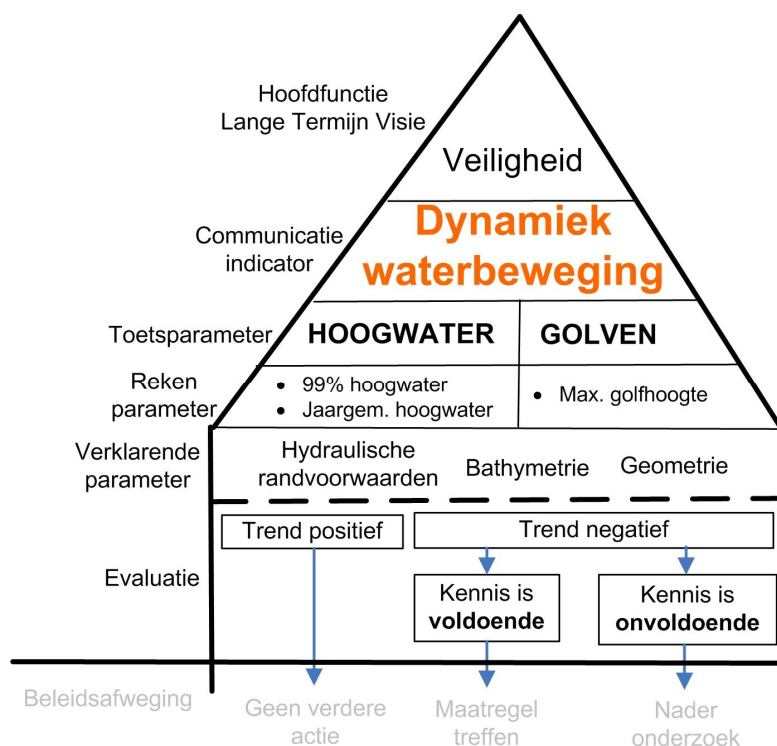 Hoofdfunctie
Lange Termijn Visie
Veiligheid
Communicatie
indicator
Dynamiek
waterbeweging
Toetsparameter
HOOGWATER
GOLVEN
Reken
parameter
• 99% hoogwater
• Jaargem. hoogwater
• Max. golfhoogte
Verklarende
parameter
Hydraulische
randvoorwaarden
Bathymetrie
Geometrie
Evaluatie
Trend positief
Trend negatief
Kennis is
voldoende
Kennis is
onvoldoende
Beleidsafweging
Geen verdere
actie
Maatregel
treffen
Nader
onderzoek